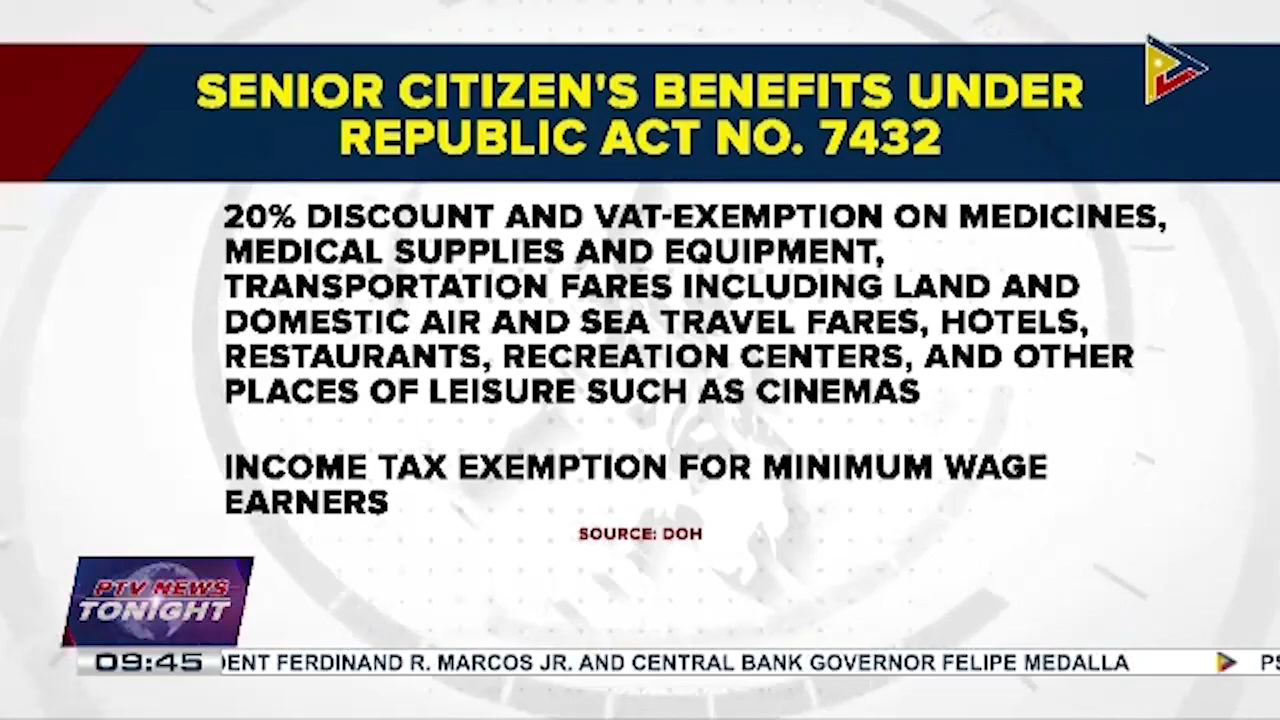 SENIOR CITIZEN'S BENEFITS UNDER
REPUBLIC ACT NO. 7432
20% DISCOUNT AND VAT-EXEMPTION ON MEDICINES,
MEDICAL SUPPLIES AND EQUIPMENT,
TRANSPORTATION FARES INCLUDING LAND AND
DOMESTIC AIR AND SEA TRAVEL FARES, HOTELS,
RESTAURANTS, RECREATION CENTERS, AND OTHER
PLACES OF LEISURE SUCH AS CINEMAS
INCOME TAX EXEMPTION FOR MINIMUM WAGE
EARNERS
SOURCE: DOH
PTV NEWS
TONIGHT
09:45 DENT FERDINAND R. MARCOS JR. AND CENTRAL BANK GOVERNOR FELIPE MEDALLA PS